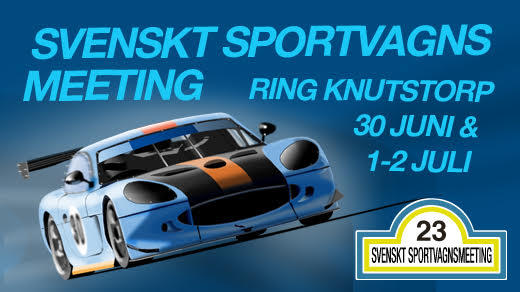 SVENSKT SPORTVAGNS
MEETING
RING KNUTSTORP
30 JUNI &
1-2 JULI
23
SVENSKT SPORTVAGNSMEETING